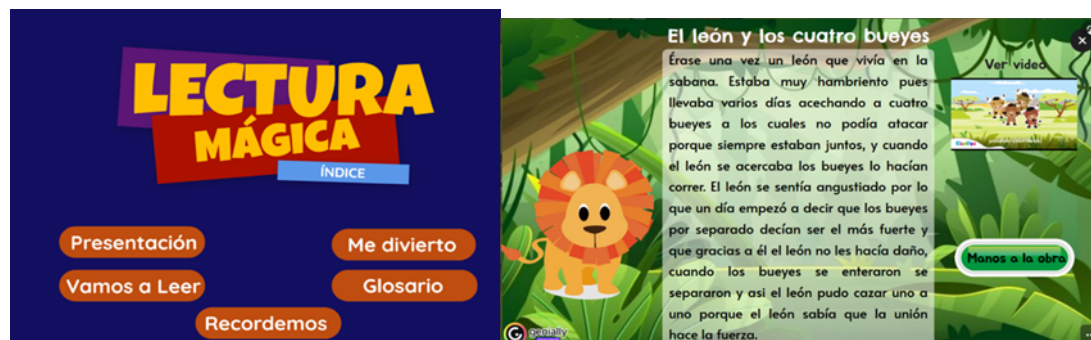 LECTURA
MÁGICA
ÍNDICE
Presentación
Me divierto
Vamos a Leer
Glosario
Recordemos
El león y los cuatro bueyes
Érase una vez un león que vivía en la
sabana. Estaba muy hambriento pues
llevaba varios días acechando a cuatro
bueyes a los cuales no podía atacar
porque siempre estaban juntos, y cuando
el león se acercaba los bueyes lo hacían
correr. El león se sentía angustiado por lo
que un día empezó a decir que los bueyes
por separado decían ser el más fuerte y
que gracias a él el león no les hacía daño,
cuando los bueyes se enteraron se
separaron y asi el león pudo cazar uno a
uno porque el león sabía que la unión
hace la fuerza.
Ver video
Manos a la obra
genially